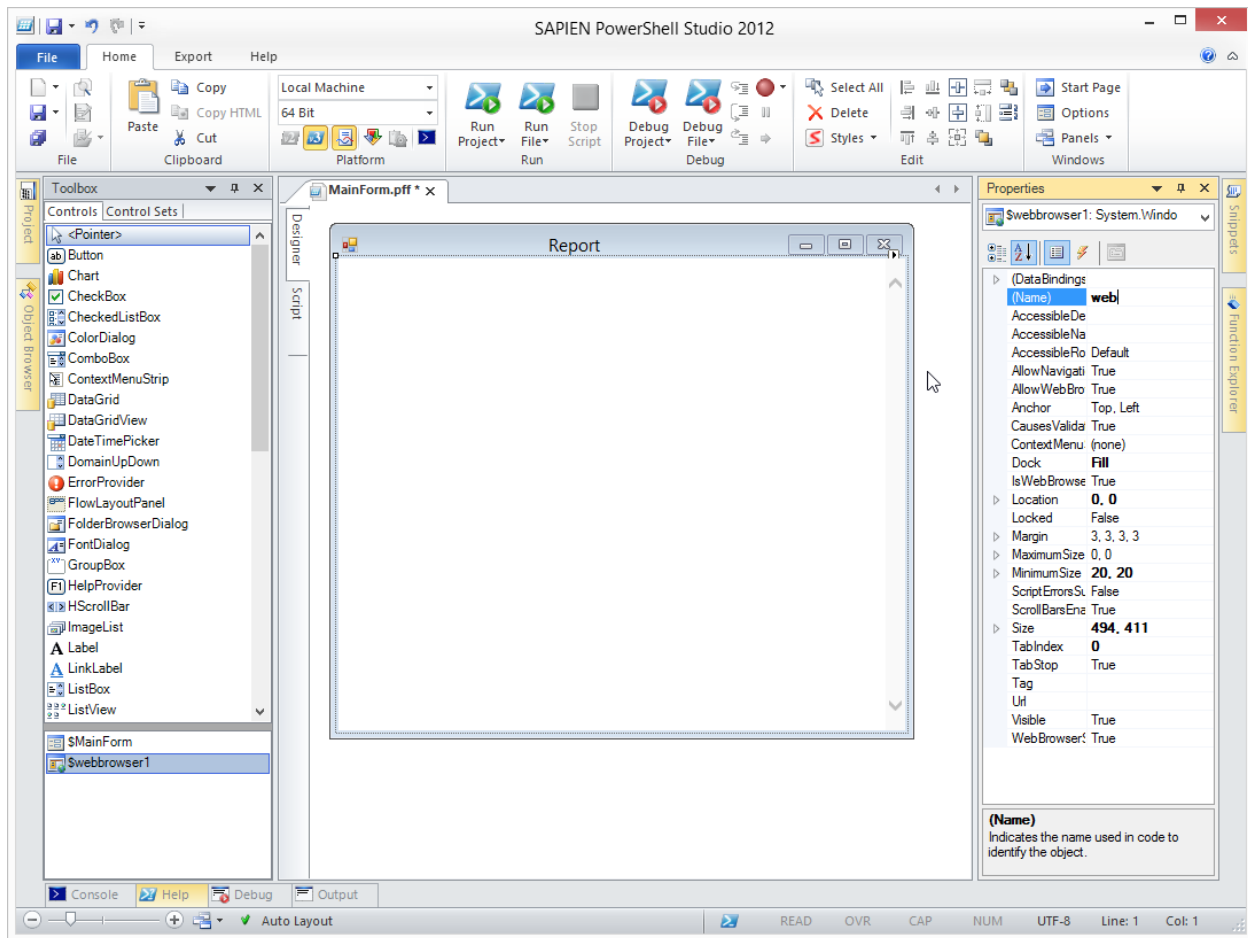 SAPIEN PowerShell Studio 2012
File Home Export Help
Copy
Copy HTML
Cut
Paste
File
Clipboard
Local Machine
64 Bit
Platform
Run Project
Run File
Stop Script
Run
Debug Project
Debug File
Debug
Select All
Delete
Styles
Edit
Start Page
Options
Panels
Windows
Project
Object Browser
Toolbox
Controls Control Sets
<Pointer>
Button
Chart
CheckBox
CheckedListBox
ColorDialog
ComboBox
ContextMenuStrip
DataGrid
DataGridView
DateTimePicker
DomainUpDown
ErrorProvider
FlowLayoutPanel
FolderBrowserDialog
FontDialog
GroupBox
HelpProvider
HScrollBar
ImageList
Label
LinkLabel
ListBox
ListView
$MainForm
$webbrowser1
MainForm.pff *
Designer
Script
Report
Properties
$webbrowser1: System.Windo
(DataBindings
(Name) web
AccessibleDe
AccessibleNa
AccessibleRo Default
AllowNavigati True
AllowWebBro True
Anchor Top, Left
CausesValida True
ContextMenu (none)
Dock Fill
IsWebBrowse True
Location 0, 0
Locked False
Margin 3, 3, 3, 3
MaximumSize 0, 0
MinimumSize 20, 20
ScriptErrorsSu False
ScrollBarsEna True
Size 494, 411
TabIndex 0
TabStop True
Tag
Url
Visible True
WebBrowserS True
(Name)
Indicates the name used in code to
identify the object.
Snippets
Function Explorer
Console Help Debug Output
Auto Layout READ OVR CAP NUM UTF-8 Line: 1 Col: 1